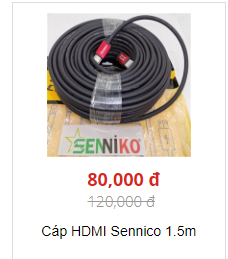 SENNIKO
80,000 đ
120,000 đ
Cáp HDMI Sennico 1.5m